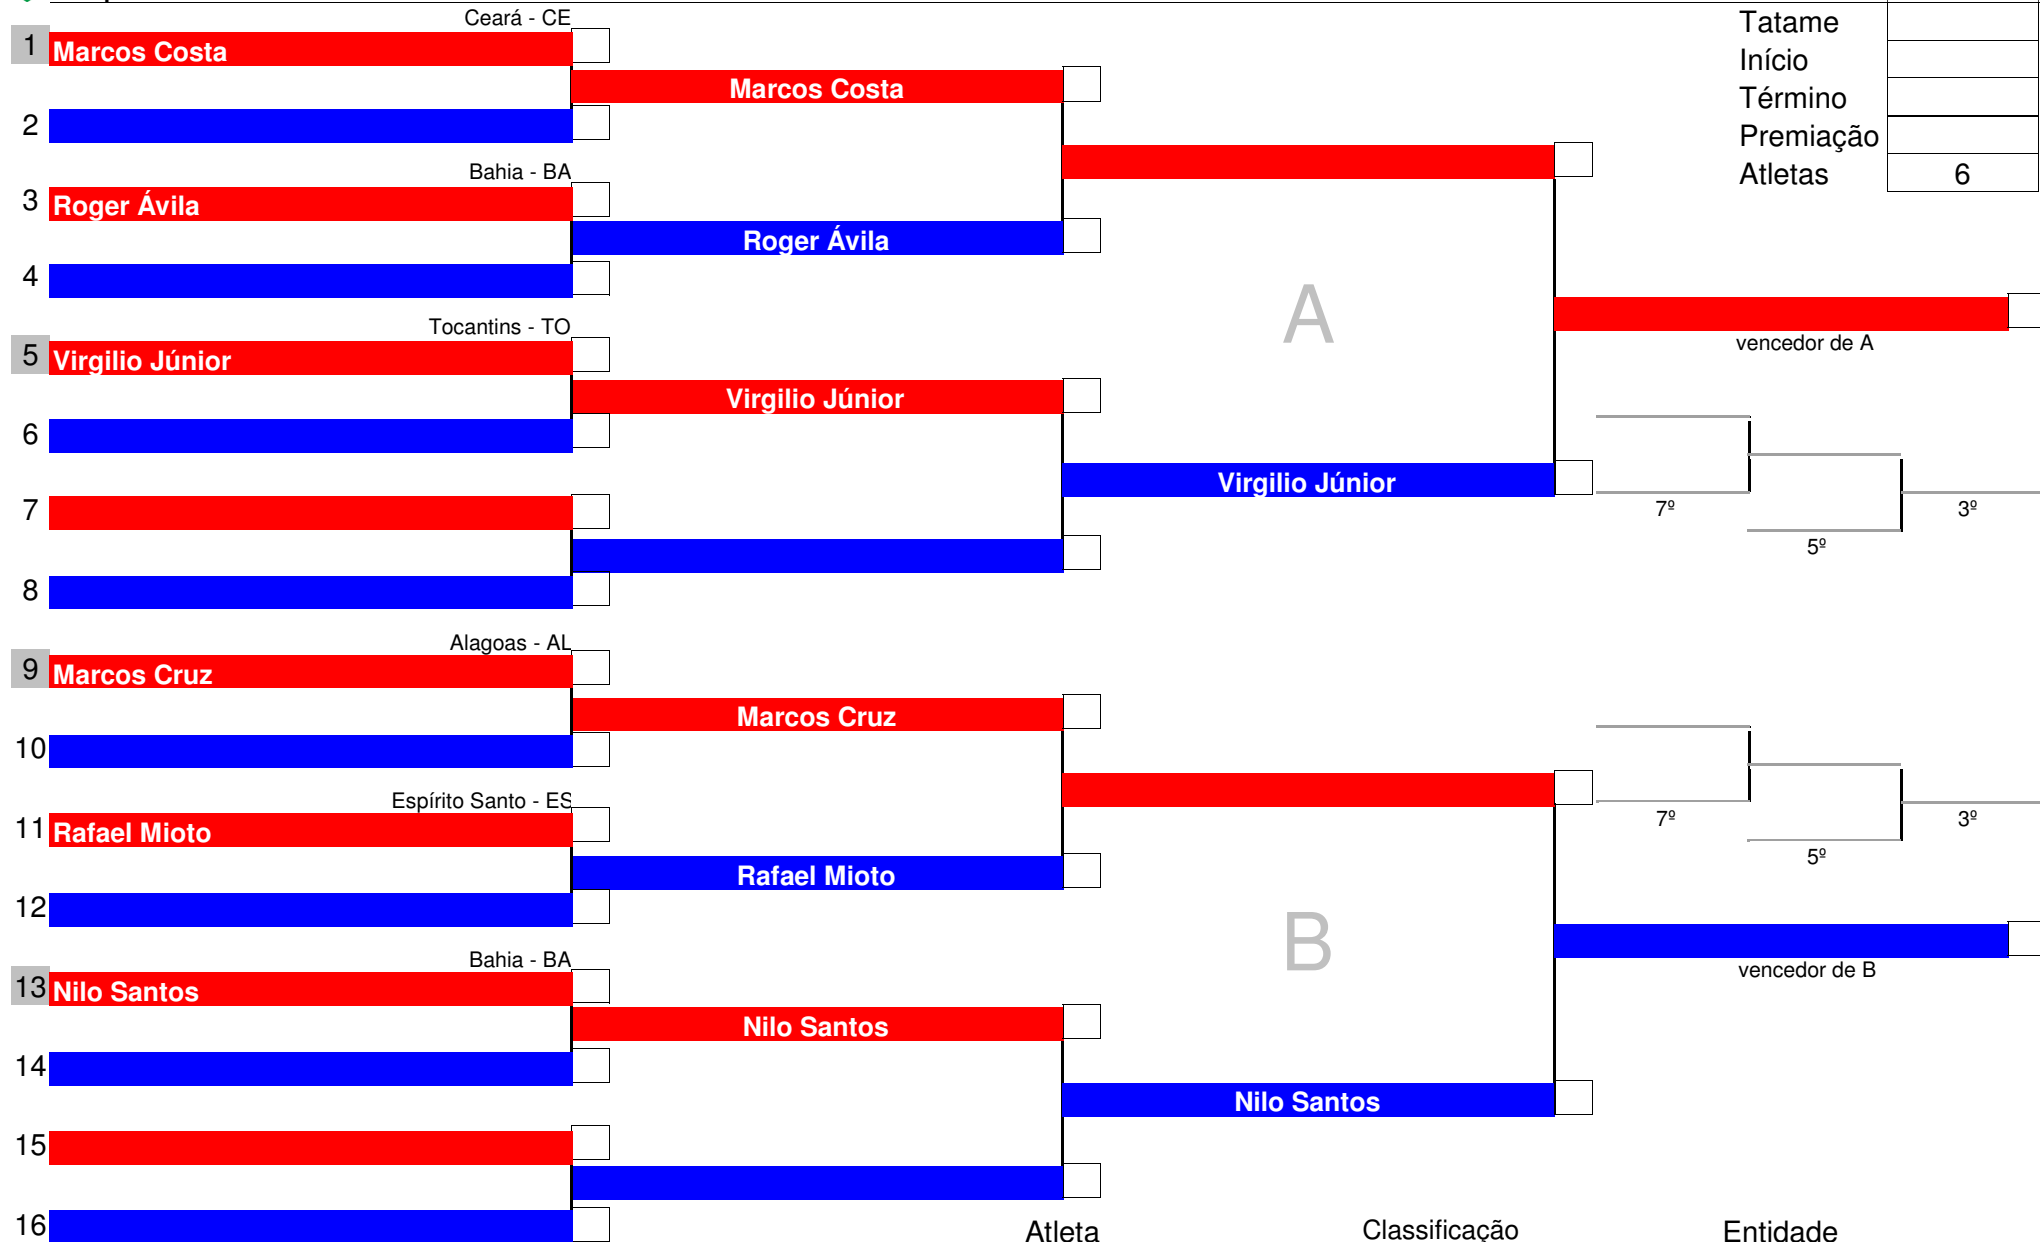 Ceará - CE
1 Marcos Costa
Marcos Costa
2
Bahia - BA
3 Roger Ávila
Roger Ávila
4
Tocantins - TO
5 Virgilio Júnior
Virgilio Júnior
6
Virgilio Júnior
7
8
Alagoas - AL
9 Marcos Cruz
Marcos Cruz
10
Espírito Santo - ES
11 Rafael Mioto
Rafael Mioto
12
Bahia - BA
13 Nilo Santos
Nilo Santos
14
Nilo Santos
15
16
A
B
Tatame
Início
Término
Premiação
Atletas 6
vencedor de A
7º
3º
5º
7º
3º
5º
vencedor de B
Atleta Classificação Entidade